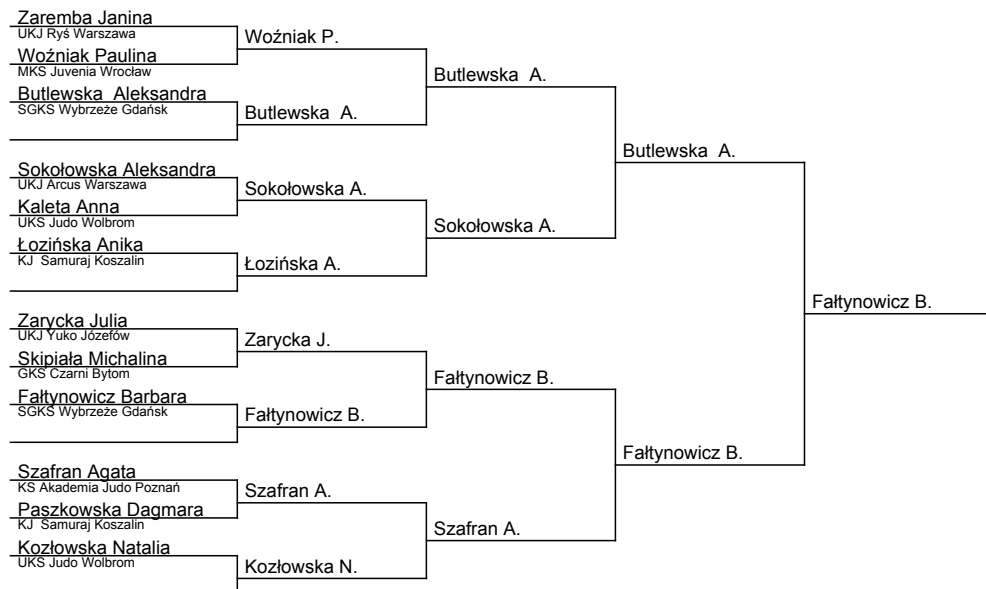 Zaremba Janina
UKJ Ryś Warszawa
Woźniak P.
Woźniak Paulina
MKS Juvenia Wrocław
Butlewska  A.
Butlewska  Aleksandra
SGKS Wybrzeże Gdańsk
Butlewska  A.
Butlewska  A.
Sokołowska Aleksandra
UKJ Arcus Warszawa
Sokołowska A.
Kaleta Anna
UKS Judo Wolbrom
Sokołowska A.
Łozińska Anika
KJ  Samuraj Koszalin
Łozińska A.
Fałtynowicz B.
Zarycka Julia
UKJ Yuko Józefów
Zarycka J.
Skipiała Michalina
GKS Czarni Bytom
Fałtynowicz B.
Fałtynowicz Barbara
SGKS Wybrzeże Gdańsk
Fałtynowicz B.
Fałtynowicz B.
Szafran Agata
KS Akademia Judo Poznań
Szafran A.
Paszkowska Dagmara
KJ  Samuraj Koszalin
Szafran A.
Kozłowska Natalia
UKS Judo Wolbrom
Kozłowska N.